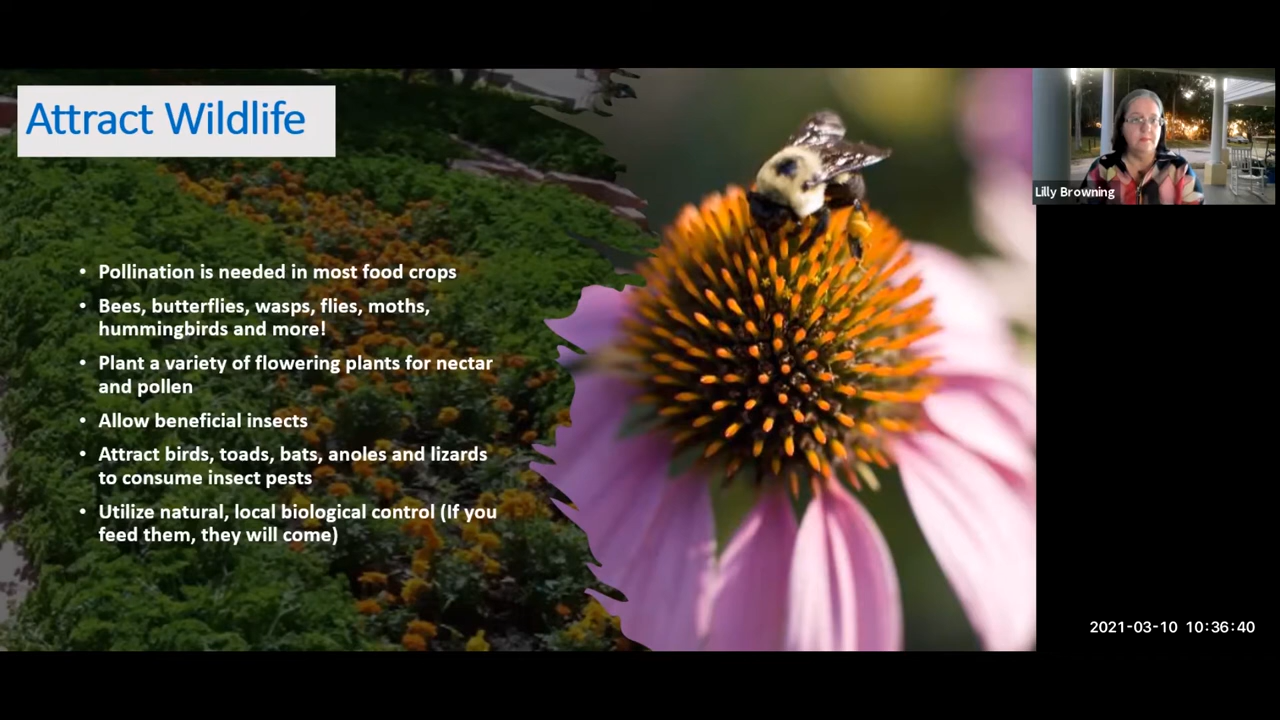 Attract Wildlife
Lilly Browning
• Pollination is needed in most food crops
• Bees, butterflies, wasps, flies, moths,
hummingbirds and more!
• Plant a variety of flowering plants for nectar
and pollen
• Allow beneficial insects
• Attract birds, toads, bats, anoles and lizards
to consume insect pests
• Utilize natural, local biological control (If you
feed them, they will come)
2021-03-10 10:36:40